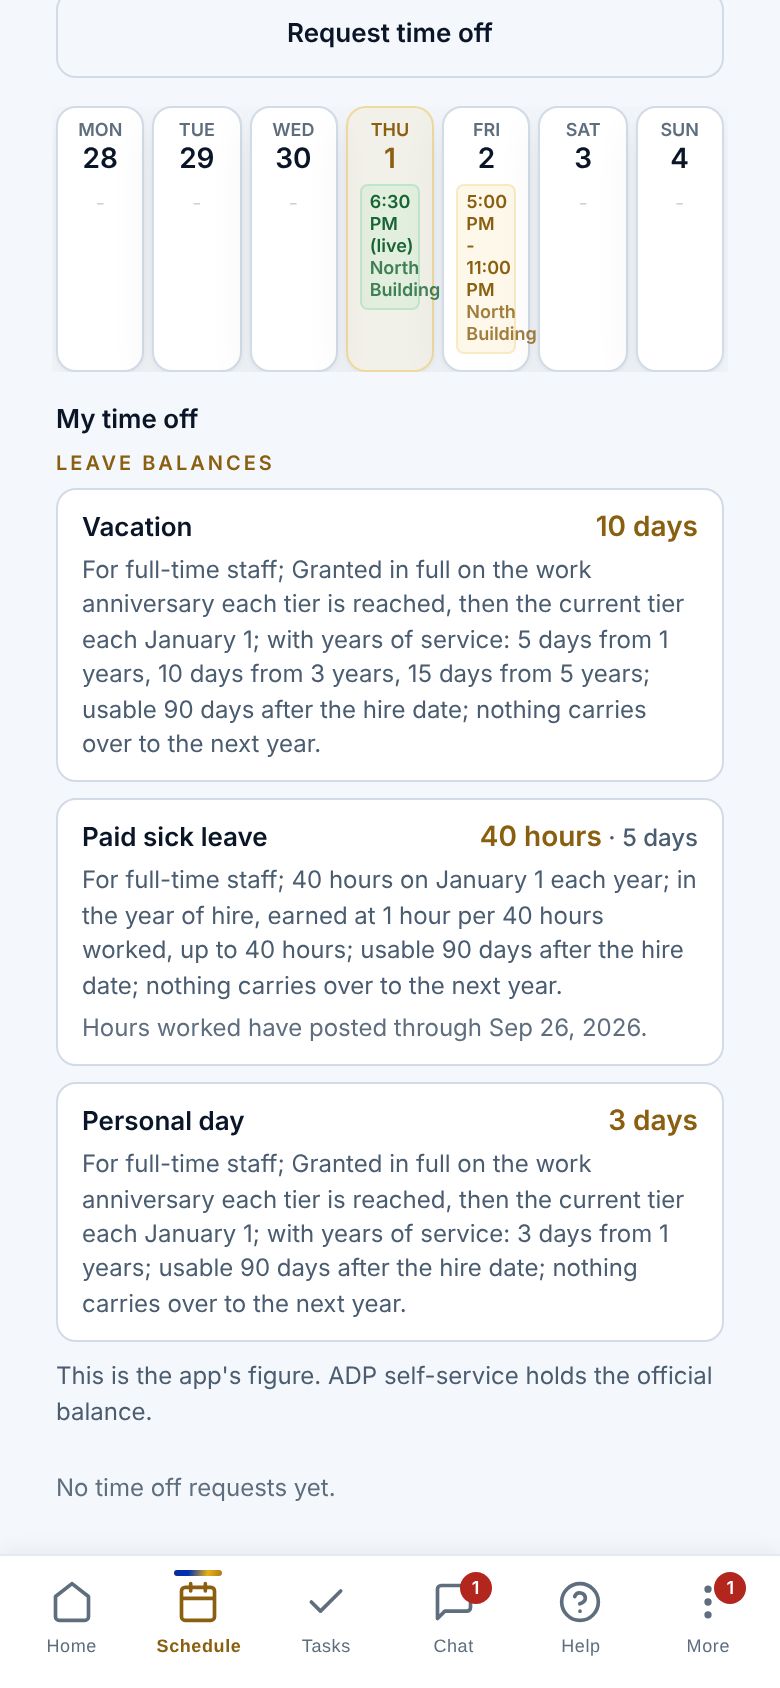 Request time off
MON
28
-
TUE
29
-
WED
30
-
THU
1
6:30
PM
(live)
North
Building
FRI
2
5:00
PM
-
11:00
PM
North
Building
SAT
3
-
SUN
4
-
My time off
LEAVE BALANCES
Vacation 10 days
For full-time staff; Granted in full on the work
anniversary each tier is reached, then the current tier
each January 1; with years of service: 5 days from 1
years, 10 days from 3 years, 15 days from 5 years;
usable 90 days after the hire date; nothing carries
over to the next year.
Paid sick leave 40 hours · 5 days
For full-time staff; 40 hours on January 1 each year; in
the year of hire, earned at 1 hour per 40 hours
worked, up to 40 hours; usable 90 days after the hire
date; nothing carries over to the next year.
Hours worked have posted through Sep 26, 2026.
Personal day 3 days
For full-time staff; Granted in full on the work
anniversary each tier is reached, then the current tier
each January 1; with years of service: 3 days from 1
years; usable 90 days after the hire date; nothing
carries over to the next year.
This is the app's figure. ADP self-service holds the official
balance.
No time off requests yet.
Home
Schedule
Tasks
1
Chat
Help
1
More